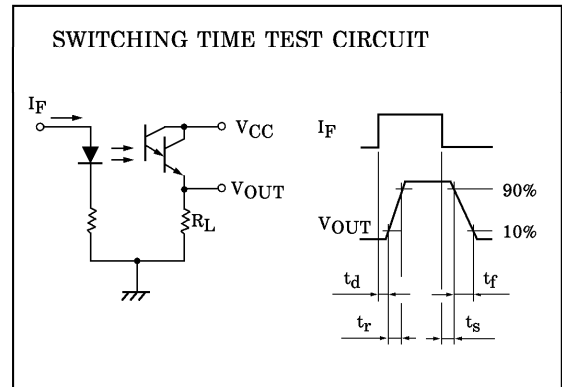 SWITCHING TIME TEST CIRCUIT
IF
VCC
VOUT
RL
IF
90%
VOUT
10%
td
tf
tr
ts